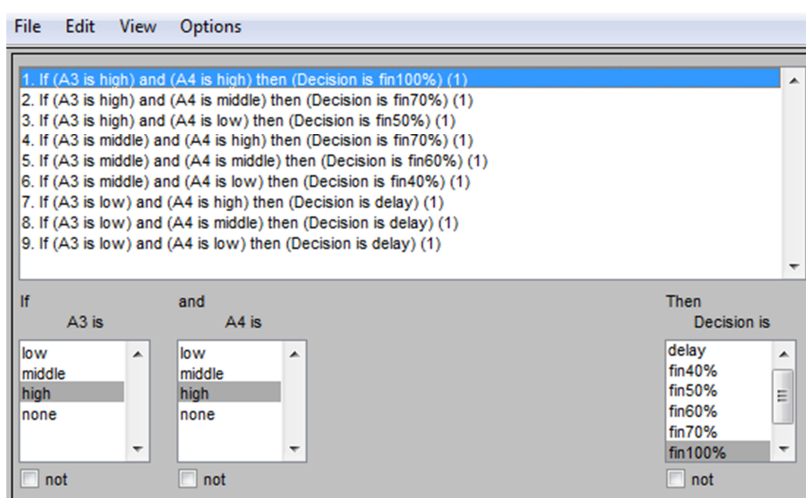 File Edit View Options
1. If (A3 is high) and (A4 is high) then (Decision is fin100%) (1)
2. If (A3 is high) and (A4 is middle) then (Decision is fin70%) (1)
3. If (A3 is high) and (A4 is low) then (Decision is fin50%) (1)
4. If (A3 is middle) and (A4 is high) then (Decision is fin70%) (1)
5. If (A3 is middle) and (A4 is middle) then (Decision is fin60%) (1)
6. If (A3 is middle) and (A4 is low) then (Decision is fin40%) (1)
7. If (A3 is low) and (A4 is high) then (Decision is delay) (1)
8. If (A3 is low) and (A4 is middle) then (Decision is delay) (1)
9. If (A3 is low) and (A4 is low) then (Decision is delay) (1)
If
A3 is
low
middle
high
none
not
and
A4 is
low
middle
high
none
not
Then
Decision is
delay
fin40%
fin50%
fin60%
fin70%
fin100%
not